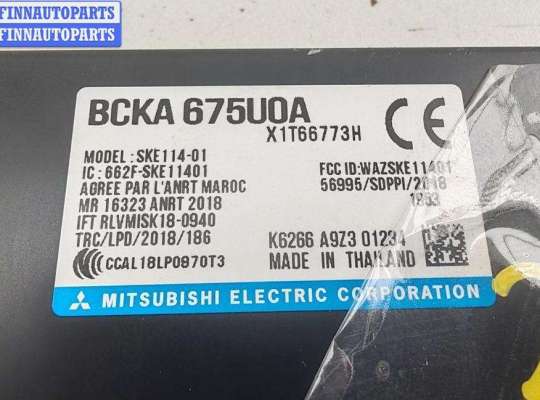 FINNAUTOPARTS
FINNAUTOPARTS
BCKA 675U0A
X1T66773H
CE
MODEL : SKE114-01
IC : 662F-SKE11401
FCC ID:WAZSKE11401
AGREE PAR L'ANRT MAROC
56995/SDPPI/2018
MR 16323 ANRT 2018
IFT RLVMISK18-0940
TRC/LPD/2018/186
K6266 A9Z3 01234
CCAL18LP0870T3
MADE IN THAILAND
MITSUBISHI ELECTRIC CORPORATION